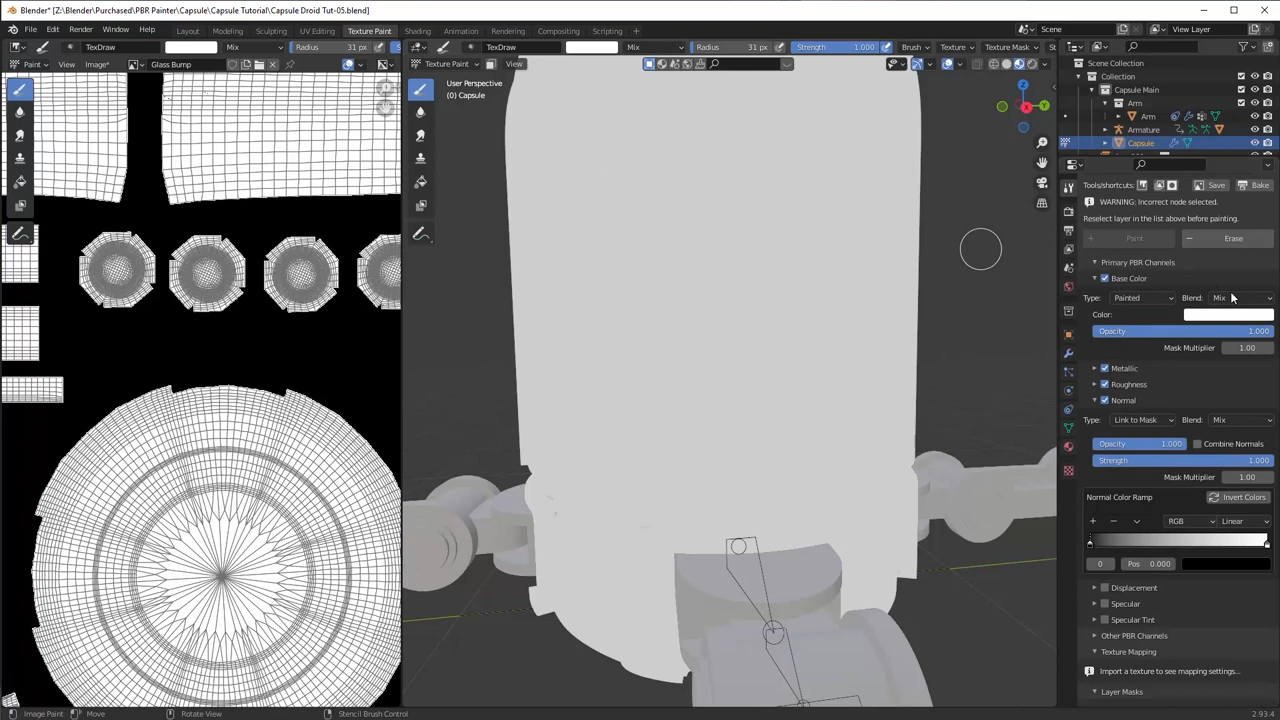 Blender* [Z:\Blender\Purchased\PBR Painter\Capsule\Capsule Tutorial\Capsule Droid Tut-05.blend]
File Edit Render Window Help Layout Modeling Sculpting UV Editing Texture Paint Shading Animation Rendering Compositing Scripting + Scene View Layer
TexDraw Mix Radius 31 px TexDraw Mix Radius 31 px Strength 1.000 Brush Texture Texture Mask
Paint View Image* Glass Bump Texture Paint View
Scene Collection
Collection
Capsule Main
Arm
Arm
Armature
Capsule
User Perspective
(0) Capsule
Tools/shortcuts: Save Bake
WARNING: Incorrect node selected.
Reselect layer in the list above before painting.
+ Paint − Erase
Primary PBR Channels
Base Color
Type: Painted Blend: Mix
Color:
Opacity 1.000
Mask Multiplier 1.00
Metallic
Roughness
Normal
Type: Link to Mask Blend: Mix
Opacity 1.000 Combine Normals
Strength 1.000
Mask Multiplier 1.00
Normal Color Ramp Invert Colors
+ − RGB Linear
0 Pos 0.000
Displacement
Specular
Specular Tint
Other PBR Channels
Texture Mapping
Import a texture to see mapping settings...
Layer Masks
Image Paint Move Rotate View Stencil Brush Control 2.93.4